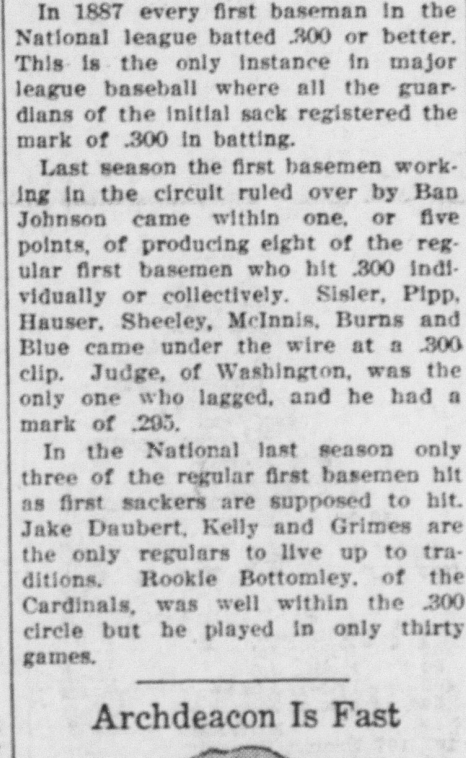 In 1887 every first baseman in the
National league batted .300 or better.
This is the only instance in major
league baseball where all the guar-
dians of the initial sack registered the
mark of .300 in batting.
Last season the first basemen work-
ing in the circuit ruled over by Ban
Johnson came within one, or five
points, of producing eight of the reg-
ular first basemen who hit .300 indi-
vidually or collectively. Sisler, Pipp,
Hauser, Sheeley, McInnis, Burns and
Blue came under the wire at a .300
clip. Judge, of Washington, was the
only one who lagged, and he had a
mark of .295.
In the National last season only
three of the regular first basemen hit
as first sackers are supposed to hit.
Jake Daubert, Kelly and Grimes are
the only regulars to live up to tra-
ditions. Rookie Bottomley, of the
Cardinals, was well within the .300
circle but he played in only thirty
games.
Archdeacon Is Fast